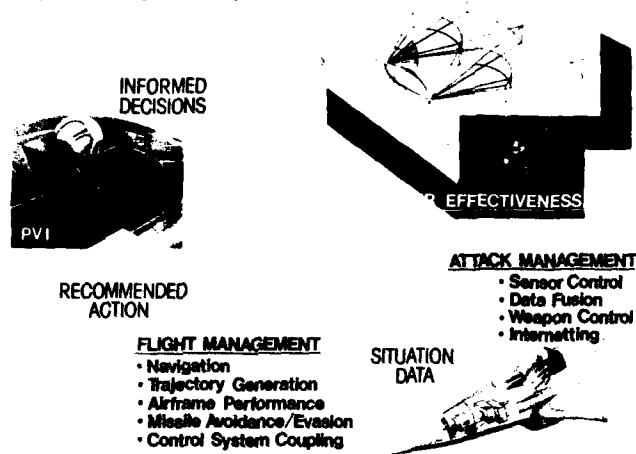 INFORMED
DECISIONS
EFFECTIVENESS
PVI
ATTACK MANAGEMENT
• Sensor Control
• Data Fusion
• Weapon Control
• Internetting
RECOMMENDED
ACTION
FLIGHT MANAGEMENT
• Navigation
• Trajectory Generation
• Airframe Performance
• Missile Avoidance/Evasion
• Control System Coupling
SITUATION
DATA